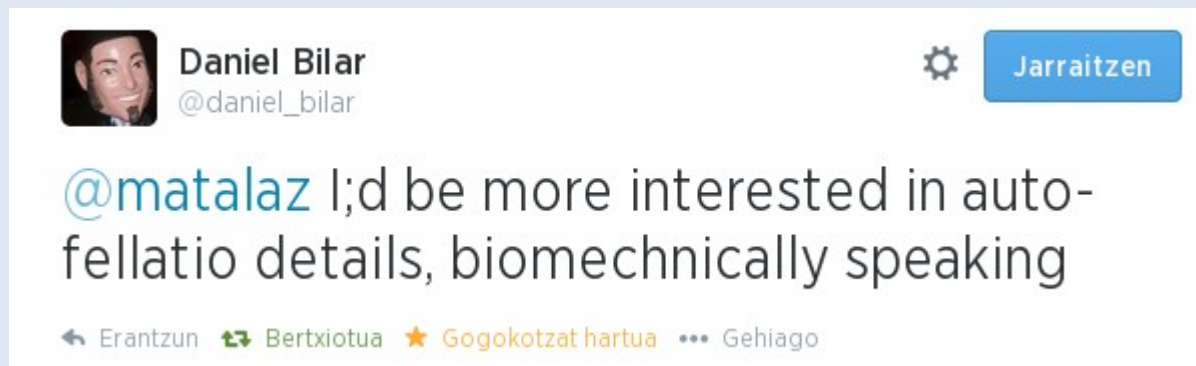 Daniel Bilar
@daniel_bilar
Jarraitzen
@matalaz I;d be more interested in auto-
fellatio details, biomechnically speaking
Erantzun Bertxiotua Gogokotzat hartua Gehiago